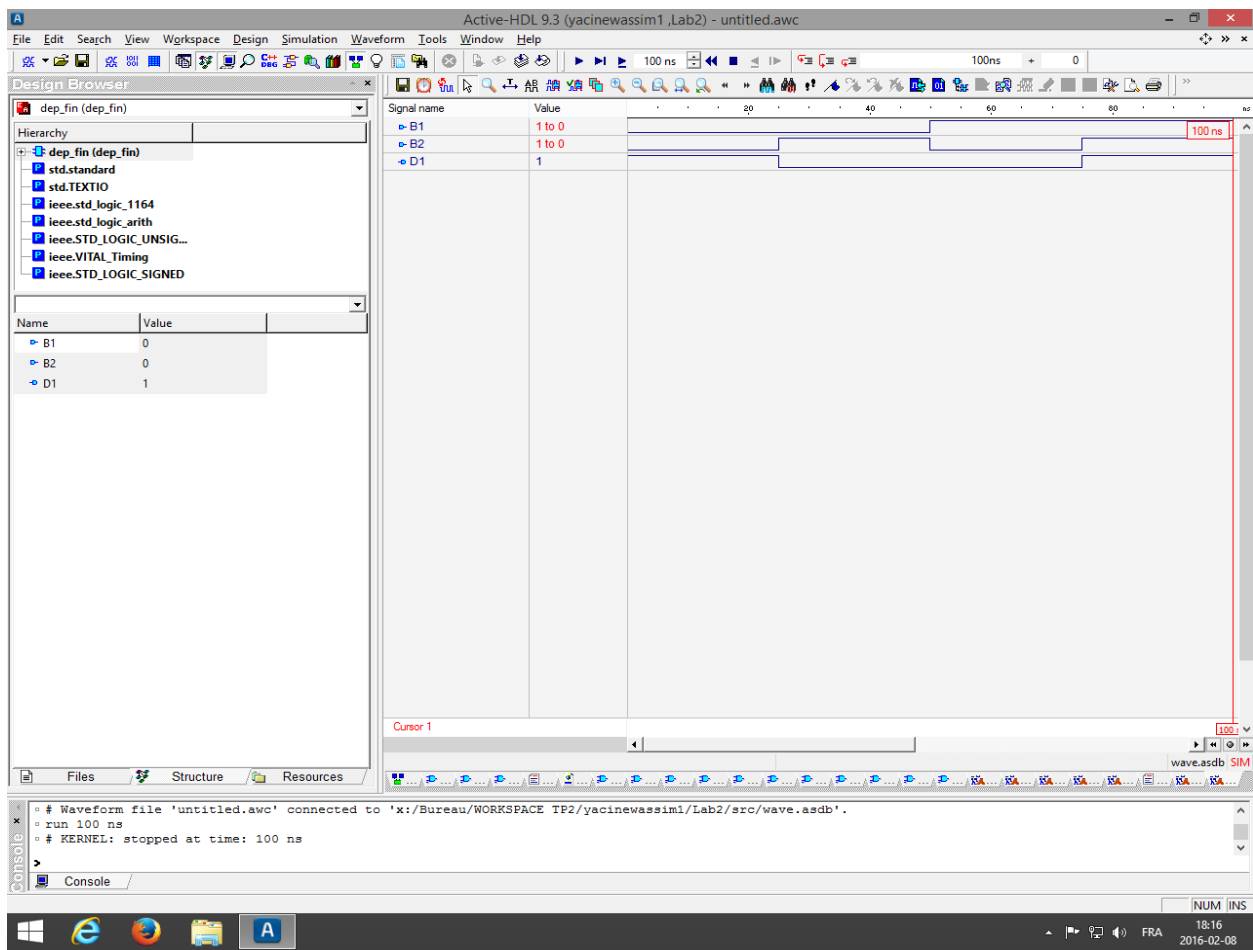 Active-HDL 9.3 (yacinewassim1 ,Lab2) - untitled.awc
File Edit Search View Workspace Design Simulation Waveform Tools Window Help
100 ns 100ns + 0
Design Browser
dep_fin (dep_fin)
Hierarchy
dep_fin (dep_fin)
std.standard
std.TEXTIO
ieee.std_logic_1164
ieee.std_logic_arith
ieee.STD_LOGIC_UNSIG...
ieee.VITAL_Timing
ieee.STD_LOGIC_SIGNED
Name Value
B1 0
B2 0
D1 1
Signal name Value 20 40 60 80 ns
B1 1 to 0
100 ns
B2 1 to 0
D1 1
Cursor 1
wave.asdb SIM
Files Structure Resources
# Waveform file 'untitled.awc' connected to 'x:/Bureau/WORKSPACE TP2/yacinewassim1/Lab2/src/wave.asdb'.
run 100 ns
# KERNEL: stopped at time: 100 ns
>
Console
Console
NUM INS
FRA 18:16
2016-02-08